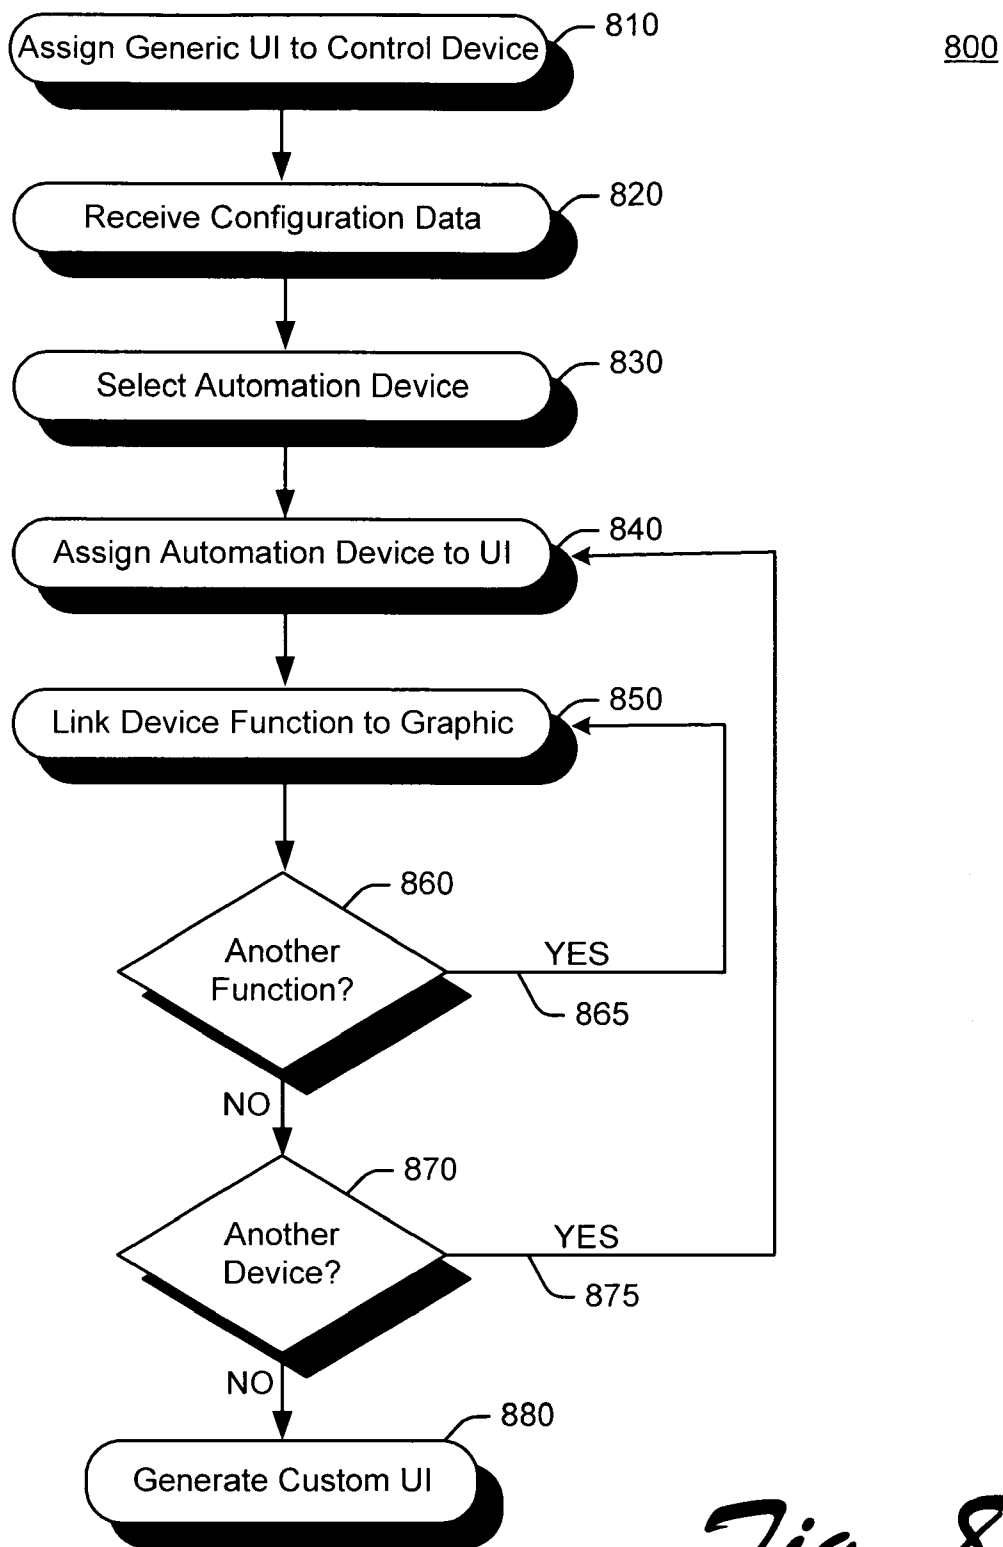 Assign Generic UI to Control Device
810
800
Receive Configuration Data
820
Select Automation Device
830
Assign Automation Device to UI
840
Link Device Function to Graphic
850
Another
Function?
860
YES
865
NO
Another
Device?
870
YES
875
NO
Generate Custom UI
880
Fig. 8